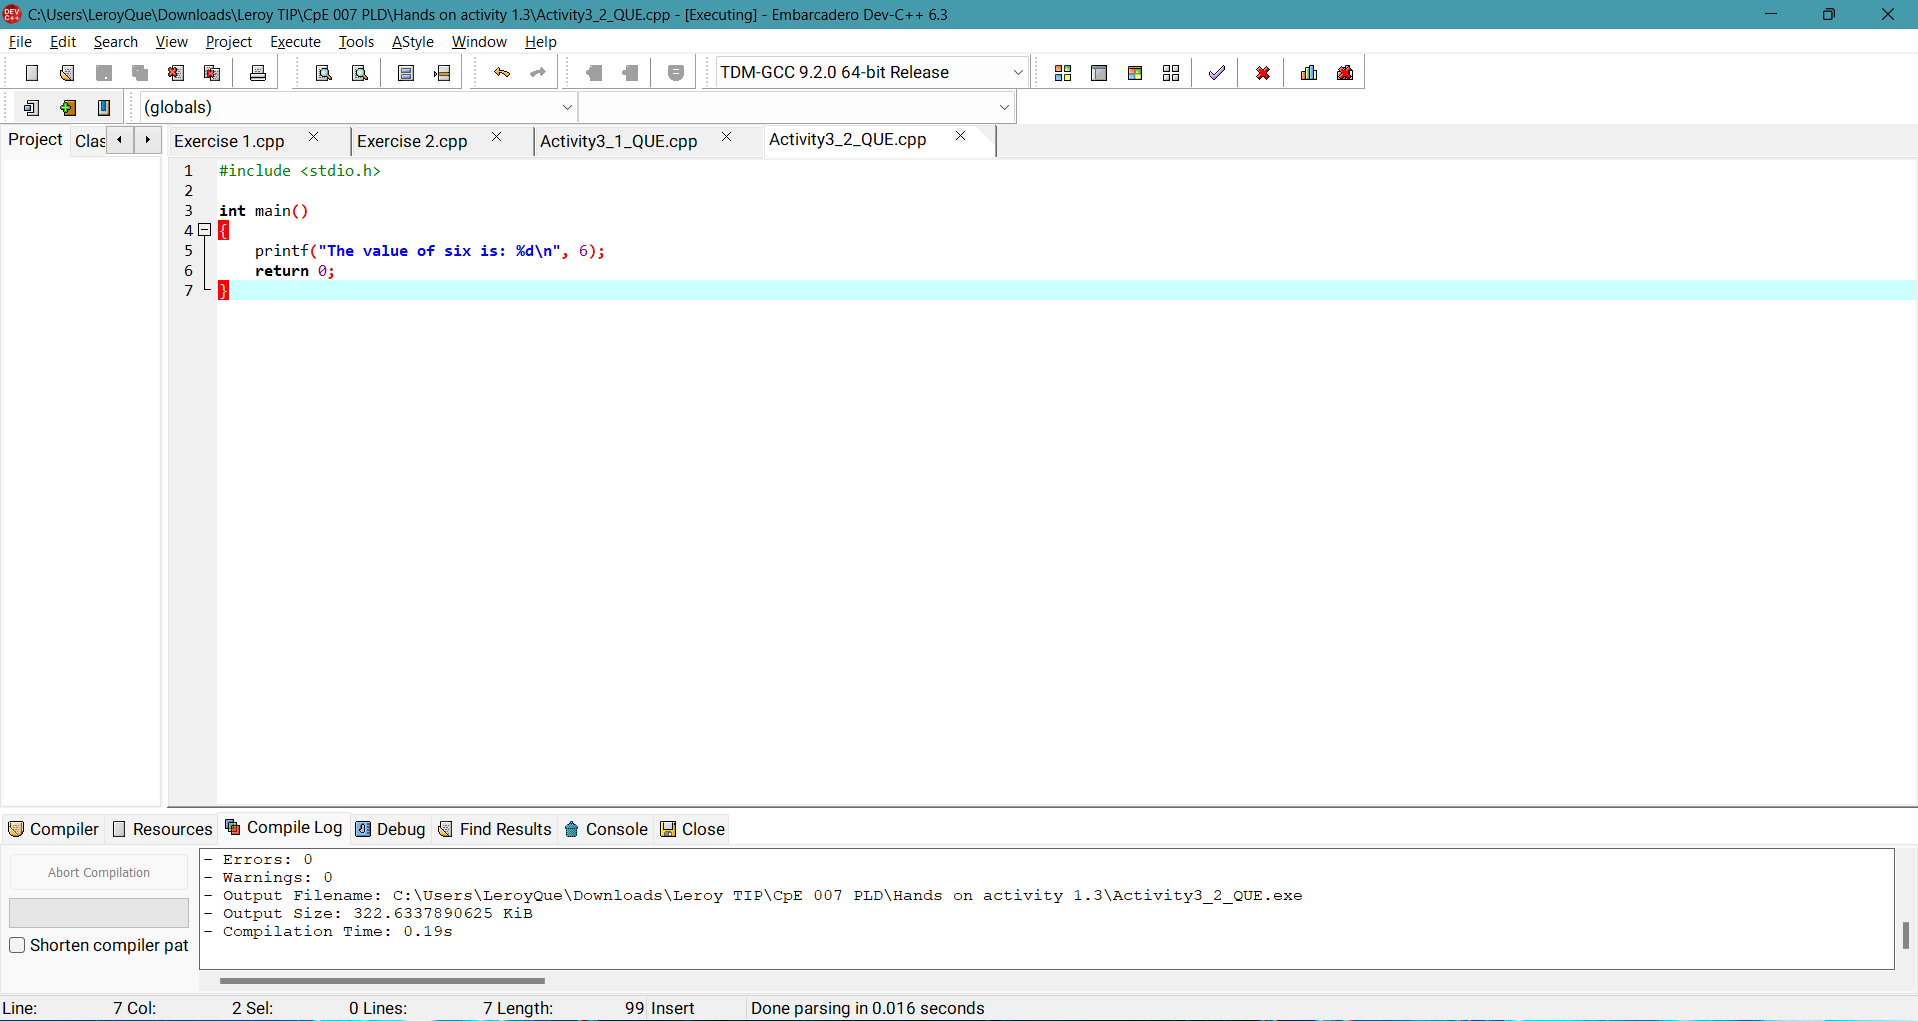 C:\Users\LeroyQue\Downloads\Leroy TIP\CpE 007 PLD\Hands on activity 1.3\Activity3_2_QUE.cpp - [Executing] - Embarcadero Dev-C++ 6.3
File Edit Search View Project Execute Tools AStyle Window Help
TDM-GCC 9.2.0 64-bit Release
(globals)
Project Clas Exercise 1.cpp Exercise 2.cpp Activity3_1_QUE.cpp Activity3_2_QUE.cpp
1 #include <stdio.h>
2
3 int main()
4 {
5     printf("The value of six is: %d\n", 6);
6     return 0;
7 }
Compiler Resources Compile Log Debug Find Results Console Close
Abort Compilation
Shorten compiler pat
- Errors: 0
- Warnings: 0
- Output Filename: C:\Users\LeroyQue\Downloads\Leroy TIP\CpE 007 PLD\Hands on activity 1.3\Activity3_2_QUE.exe
- Output Size: 322.6337890625 KiB
- Compilation Time: 0.19s
Line: 7 Col: 2 Sel: 0 Lines: 7 Length: 99 Insert Done parsing in 0.016 seconds